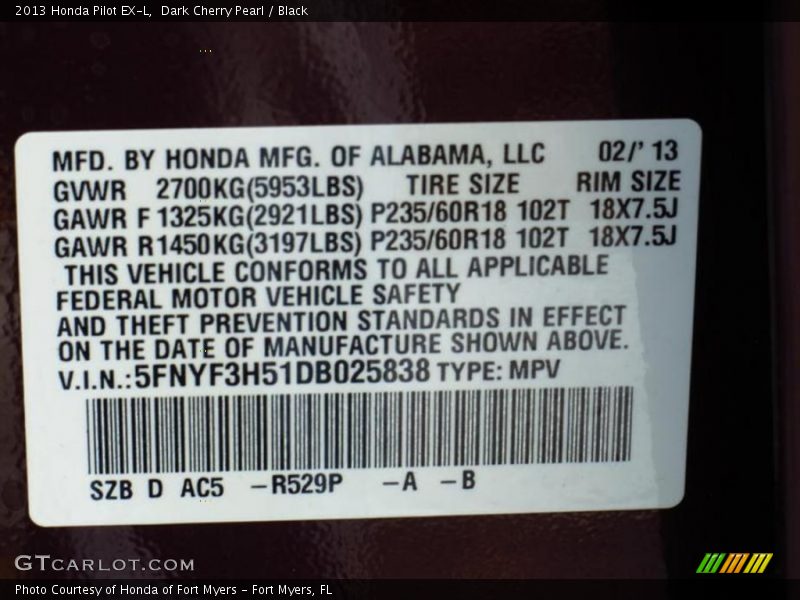 2013 Honda Pilot EX-L,  Dark Cherry Pearl / Black
MFD. BY HONDA MFG. OF ALABAMA, LLC 02/' 13
GVWR 2700KG(5953LBS) TIRE SIZE RIM SIZE
GAWR F 1325KG(2921LBS) P235/60R18 102T 18X7.5J
GAWR R1450KG(3197LBS) P235/60R18 102T 18X7.5J
THIS VEHICLE CONFORMS TO ALL APPLICABLE
FEDERAL MOTOR VEHICLE SAFETY
AND THEFT PREVENTION STANDARDS IN EFFECT
ON THE DATE OF MANUFACTURE SHOWN ABOVE.
V.I.N.:5FNYF3H51DB025838 TYPE: MPV
SZB D AC5 -R529P -A -B
GTCARLOT.COM
Photo Courtesy of Honda of Fort Myers - Fort Myers, FL